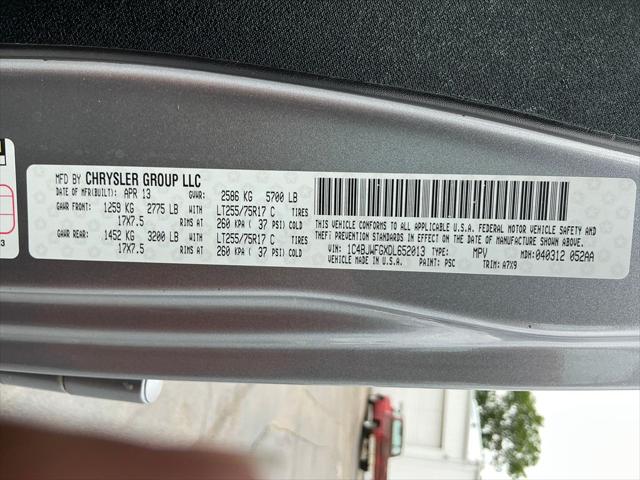 MFD BY CHRYSLER GROUP LLC
DATE OF MFR(BUILT): APR 13 GVWR: 2586 KG 5700 LB
GAWR FRONT: 1259 KG 2775 LB WITH LT255/75R17 C TIRES
17X7.5 RIMS AT 260 KPA ( 37 PSI) COLD
GAWR REAR: 1452 KG 3200 LB WITH LT255/75R17 C TIRES
17X7.5 RIMS AT 260 KPA ( 37 PSI) COLD
THIS VEHICLE CONFORMS TO ALL APPLICABLE U.S.A. FEDERAL MOTOR VEHICLE SAFETY AND
THEFT PREVENTION STANDARDS IN EFFECT ON THE DATE OF MANUFACTURE SHOWN ABOVE.
VIN: 1C4BJWFGXDL652013 TYPE: MPV MDH: 040312 052AA
VEHICLE MADE IN U.S.A. PAINT: PSC TRIM: A7X9